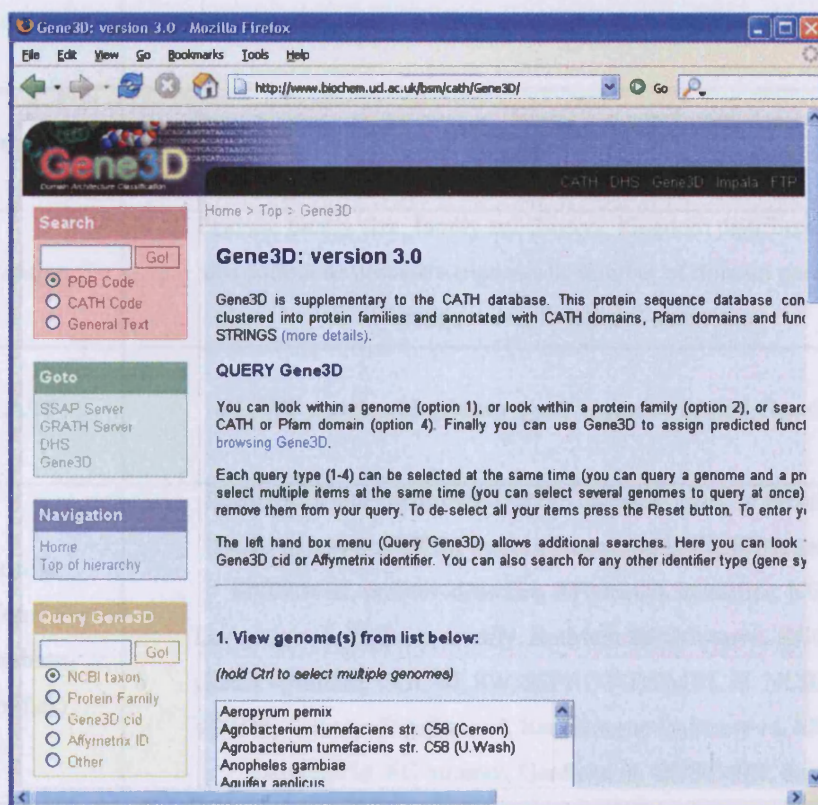 Gene3D: version 3.0 - Mozilla Firefox
File Edit View Go Bookmarks Tools Help
http://www.biochem.ucl.ac.uk/bsm/cath/Gene3D/ Go
Gene3D
Domain Architecture Classification
CATH DHS Gene3D Impala FTP
Home > Top > Gene3D
Search
Go!
PDB Code
CATH Code
General Text
Goto
SSAP Server
GRATH Server
DHS
Gene3D
Navigation
Home
Top of hierarchy
Query Gene3D
Go!
NCBI taxon
Protein Family
Gene3D cid
Affymetrix ID
Other
Gene3D: version 3.0
Gene3D is supplementary to the CATH database. This protein sequence database con
clustered into protein families and annotated with CATH domains, Pfam domains and func
STRINGS (more details).
QUERY Gene3D
You can look within a genome (option 1), or look within a protein family (option 2), or searc
CATH or Pfam domain (option 4). Finally you can use Gene3D to assign predicted funct
browsing Gene3D.
Each query type (1-4) can be selected at the same time (you can query a genome and a pro
select multiple items at the same time (you can select several genomes to query at once)
remove them from your query. To de-select all your items press the Reset button. To enter yo
The left hand box menu (Query Gene3D) allows additional searches. Here you can look
Gene3D cid or Affymetrix identifier. You can also search for any other identifier type (gene sy
1. View genome(s) from list below:
(hold Ctrl to select multiple genomes)
Aeropyrum pernix
Agrobacterium tumefaciens str. C58 (Cereon)
Agrobacterium tumefaciens str. C58 (U.Wash)
Anopheles gambiae
Aquifex aeolicus